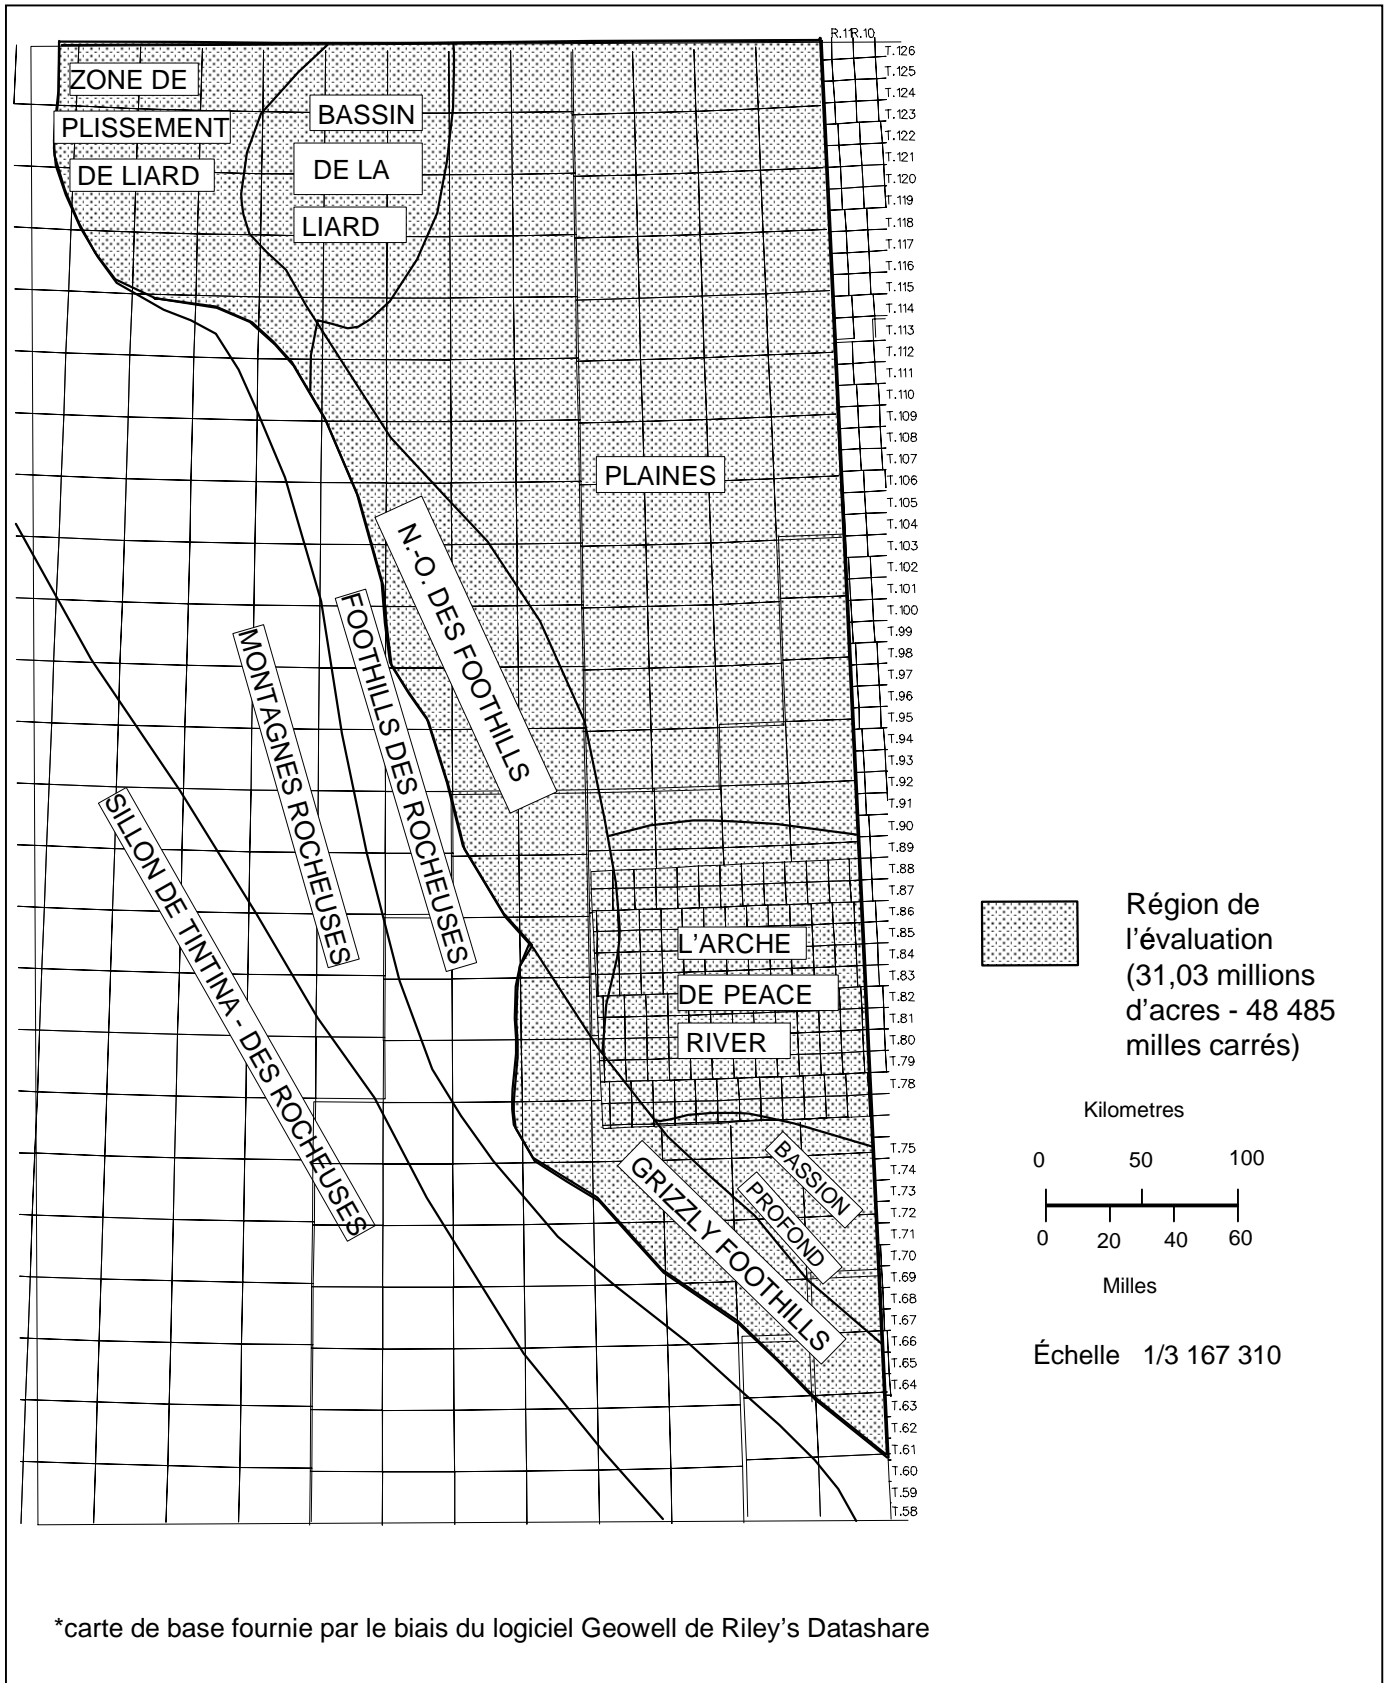 R.11 R.10
T.126
T.125
T.124
T.123
T.122
T.121
T.120
T.119
T.118
T.117
T.116
T.115
T.114
T.113
T.112
T.111
T.110
T.109
T.108
T.107
T.106
T.105
T.104
T.103
T.102
T.101
T.100
T.99
T.98
T.97
T.96
T.95
T.94
T.93
T.92
T.91
T.90
T.89
T.88
T.87
T.86
T.85
T.84
T.83
T.82
T.81
T.80
T.79
T.78
T.75
T.74
T.73
T.72
T.71
T.70
T.69
T.68
T.67
T.66
T.65
T.64
T.63
T.62
T.61
T.60
T.59
T.58
ZONE DE
PLISSEMENT
DE LIARD
BASSIN
DE LA
LIARD
PLAINES
N.-O. DES FOOTHILLS
FOOTHILLS DES ROCHEUSES
MONTAGNES ROCHEUSES
SILLON DE TINTINA - DES ROCHEUSES
L'ARCHE
DE PEACE
RIVER
BASSION
PROFOND
GRIZZLY FOOTHILLS
Région de
l'évaluation
(31,03 millions
d'acres - 48 485
milles carrés)
Kilometres
0 50 100
0 20 40 60
Milles
Échelle 1/3 167 310
*carte de base fournie par le biais du logiciel Geowell de Riley's Datashare